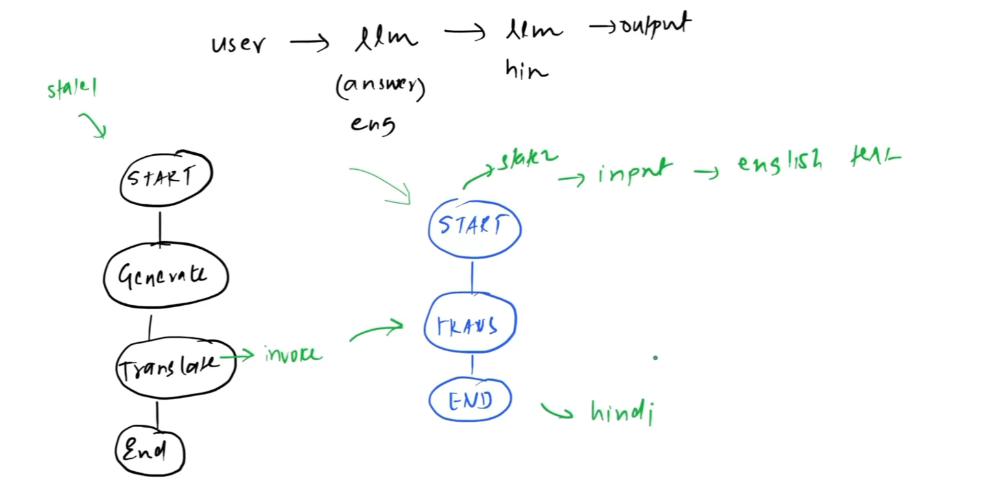 user → llm → llm → output
hin
(answer)
eng
state1
START
Generate
Translate → invoke
End
state2 → input → english text
START
TRANS
END
hindi